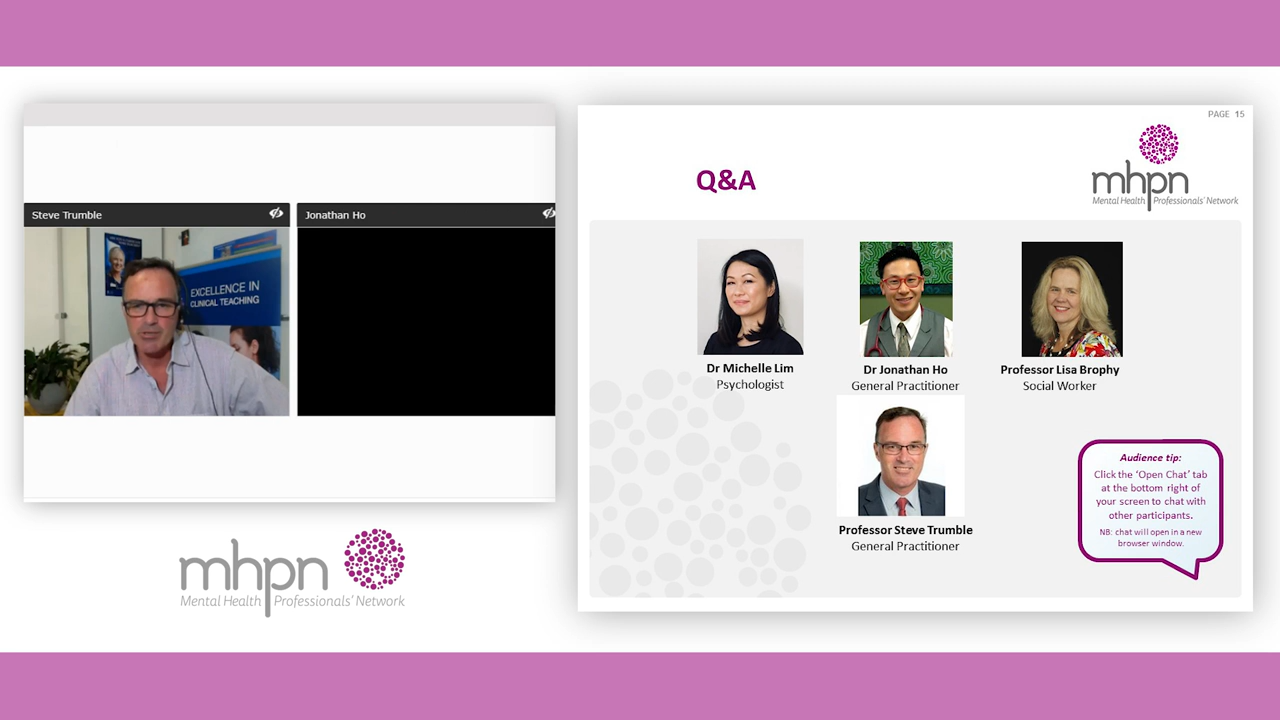 Steve Trumble
Jonathan Ho
EXCELLENCE IN
CLINICAL TEACHING
mhpn
Mental Health Professionals' Network
PAGE 15
mhpn
Mental Health Professionals' Network
Q&A
Dr Michelle Lim
Psychologist
Dr Jonathan Ho
General Practitioner
Professor Lisa Brophy
Social Worker
Professor Steve Trumble
General Practitioner
Audience tip:
Click the 'Open Chat' tab
at the bottom right of
your screen to chat with
other participants.
NB: chat will open in a new
browser window.